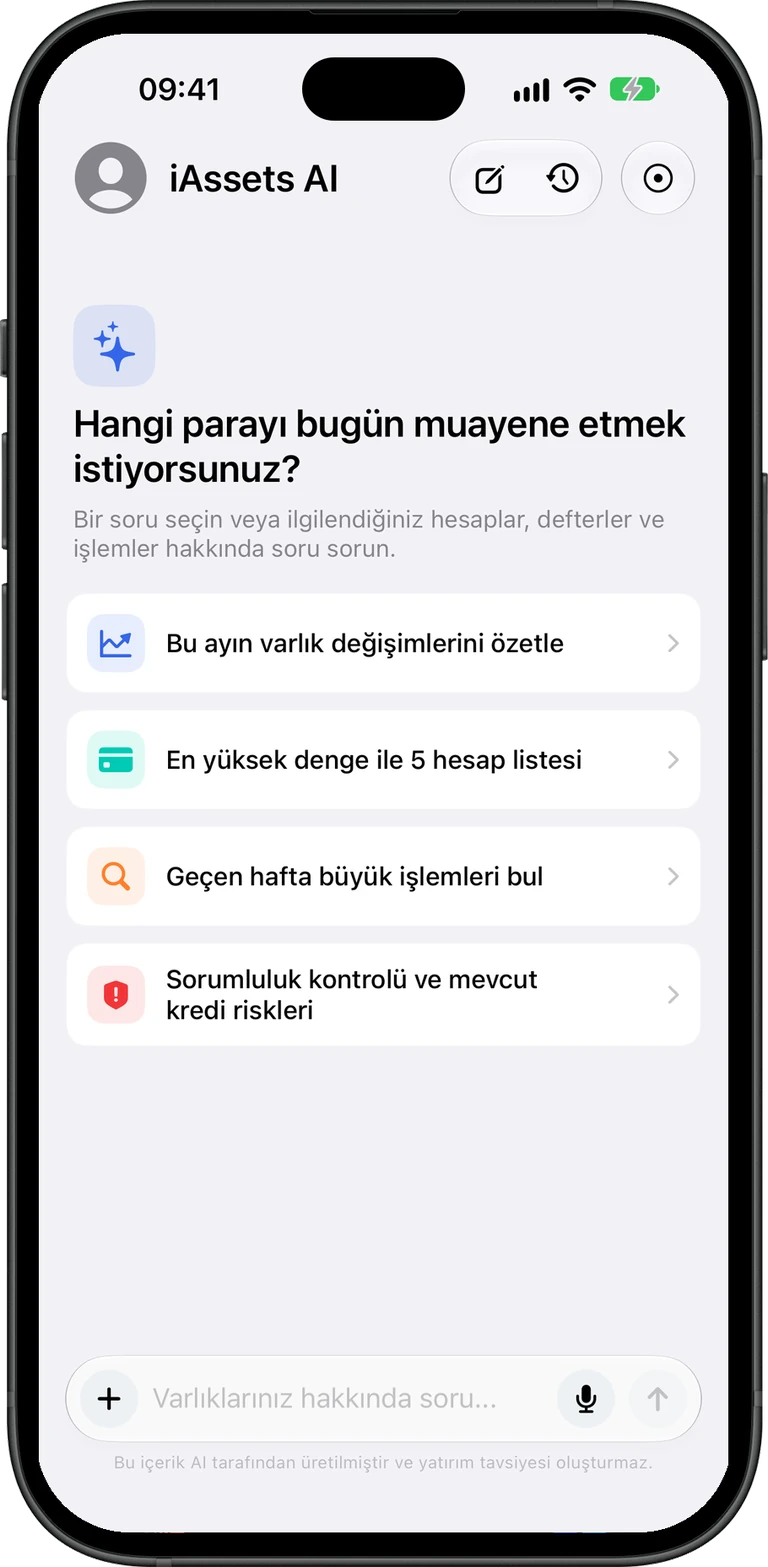 09:41
iAssets AI
Hangi parayı bugün muayene etmek
istiyorsunuz?
Bir soru seçin veya ilgilendiğiniz hesaplar, defterler ve
işlemler hakkında soru sorun.
Bu ayın varlık değişimlerini özetle
En yüksek denge ile 5 hesap listesi
Geçen hafta büyük işlemleri bul
Sorumluluk kontrolü ve mevcut
kredi riskleri
Varlıklarınız hakkında soru...
Bu içerik AI tarafından üretilmiştir ve yatırım tavsiyesi oluşturmaz.